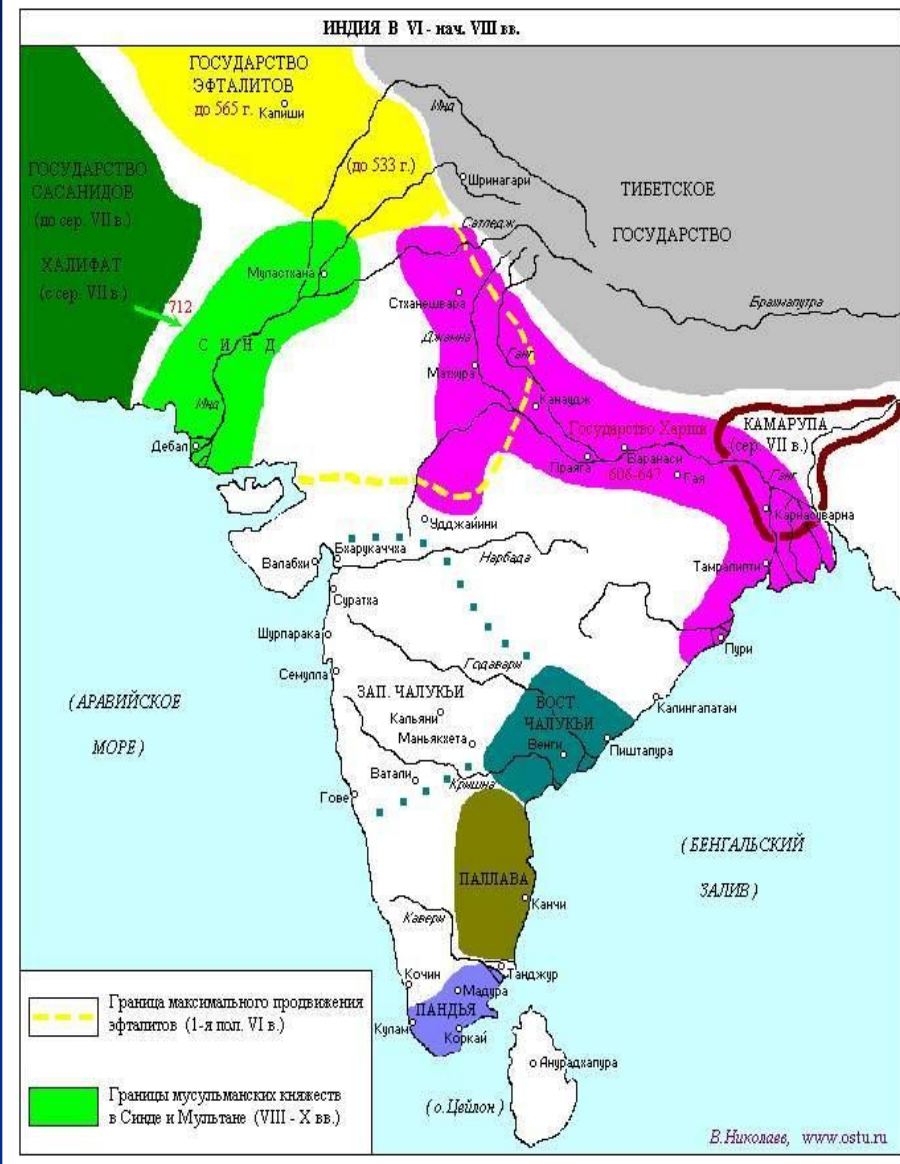 ИНДИЯ В VI - нач. VIII вв.
ГОСУДАРСТВО
ЭФТАЛИТОВ
до 565 г.
Капиши
Инд
(до 533 г.)
Шринагари
ГОСУДАРСТВО
САСАНИДОВ
(до сер. VII в.)
ТИБЕТСКОЕ
ГОСУДАРСТВО
Сатледж
ХАЛИФАТ
(с сер. VII в.)
Муластхана
712
Стханешвара
Брахмапутра
СИНД
Джамна
Ганг
Матхура
Инд
Канаудж
Государство Харши
КАМАРУПА
(сер. VII в.)
Дебал
Праяга
Варанаси
606-647
Гая
Ганг
Карнасуварна
Удджайини
Бхарукаччха
Нарбада
Валабхи
Тамралипти
Суратха
Шурпарака
Пури
Семулла
Годавари
(АРАВИЙСКОЕ
МОРЕ)
ЗАП. ЧАЛУКЬИ
Кальяни
Маньякхета
ВОСТ.
ЧАЛУКЬИ
Венги
Калингапатам
Пиштапура
Ватали
Кришна
Гове
(БЕНГАЛЬСКИЙ
ЗАЛИВ)
ПАЛЛАВА
Канчи
Кавери
Кочин
Танджур
Мадура
ПАНДЬЯ
Кулам
Коркай
Анурадхапура
(о. Цейлон)
Граница максимального продвижения
эфталитов (1-я пол. VI в.)
Границы мусульманских княжеств
в Синде и Мультане (VIII - X вв.)
В.Николаев, www.ostu.ru